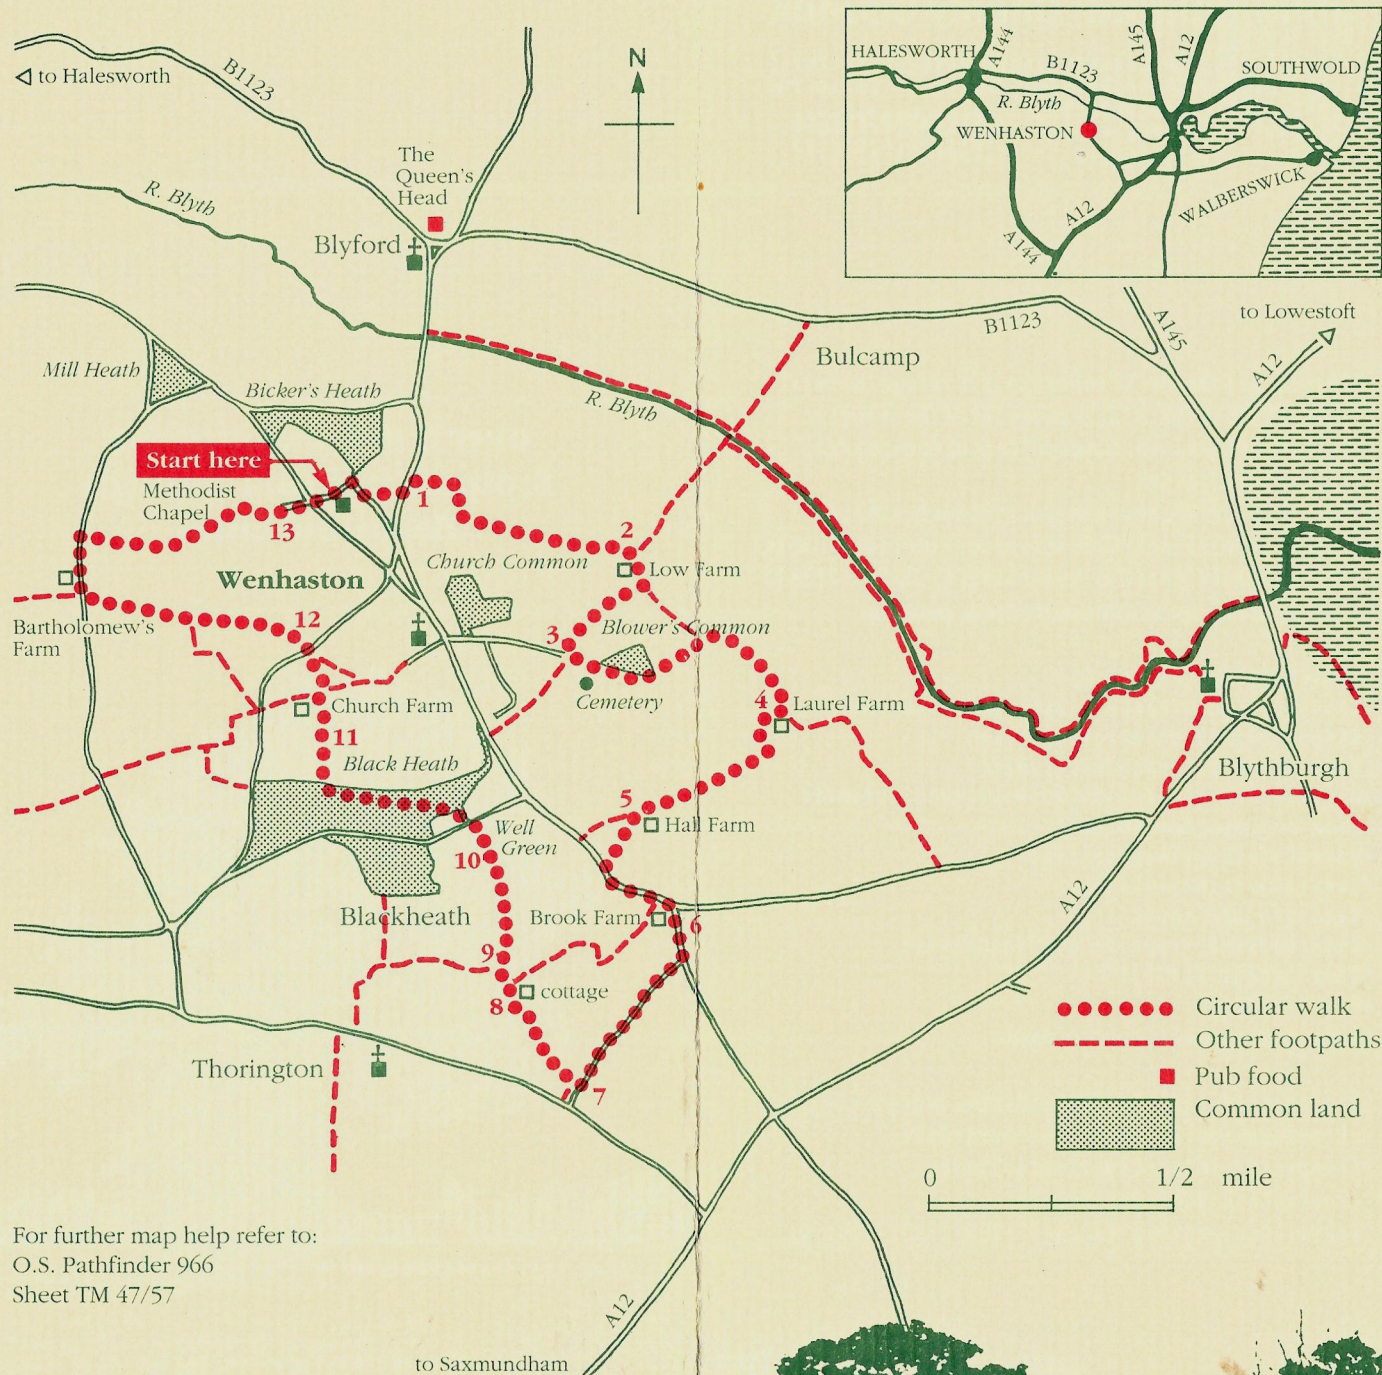 to Halesworth
B1123
N
HALESWORTH
A144
A145
A12
B1123
SOUTHWOLD
R. Blyth
WENHASTON
WALBERSWICK
A12
A144
The
Queen's
Head
R. Blyth
Blyford
B1123
A145
to Lowestoft
A12
Bulcamp
Mill Heath
Bicker's Heath
R. Blyth
Start here
Methodist
Chapel
1
13
2
Church Common
Low Farm
Wenhaston
12
3
Blower's Common
Bartholomew's
Farm
Cemetery
4
Laurel Farm
Church Farm
11
Black Heath
Blythburgh
5
Hall Farm
Well
Green
10
A12
Blackheath
Brook Farm
6
9
cottage
8
Thorington
7
Circular walk
Other footpaths
Pub food
Common land
0 1/2 mile
For further map help refer to:
O.S. Pathfinder 966
Sheet TM 47/57
A12
to Saxmundham